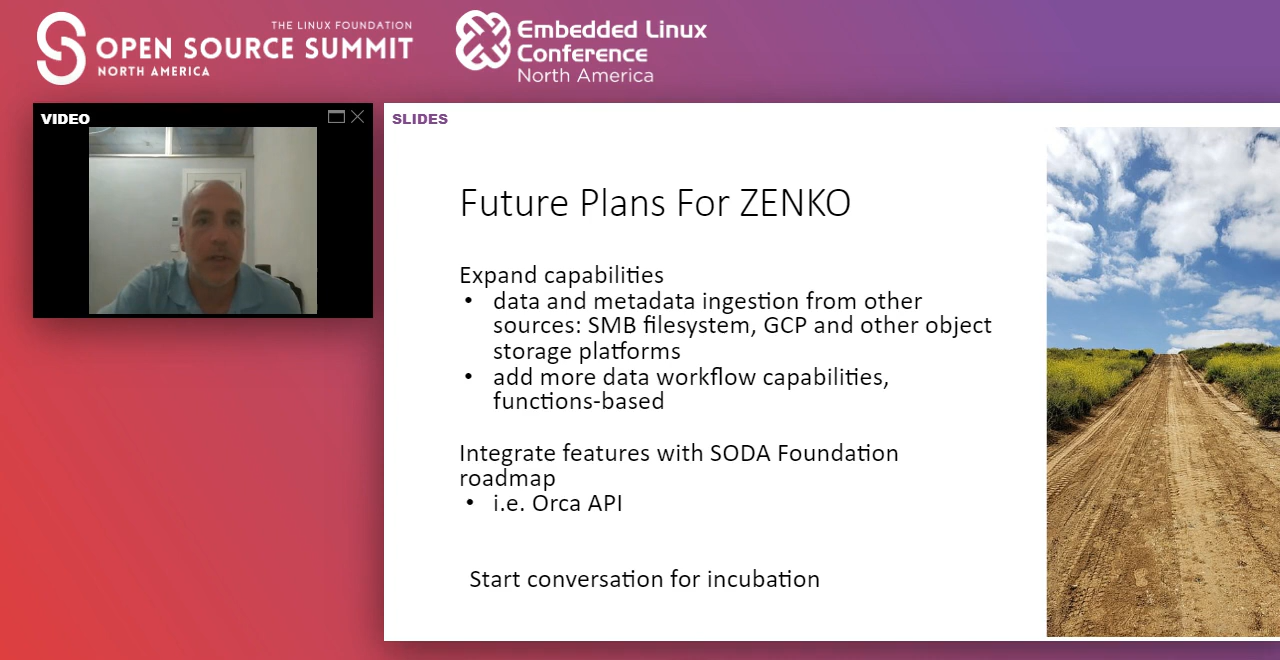 THE LINUX FOUNDATION
OPEN SOURCE SUMMIT
NORTH AMERICA
Embedded Linux
Conference
North America
VIDEO
SLIDES
Future Plans For ZENKO
Expand capabilities
• data and metadata ingestion from other
sources: SMB filesystem, GCP and other object
storage platforms
• add more data workflow capabilities,
functions-based
Integrate features with SODA Foundation
roadmap
• i.e. Orca API
Start conversation for incubation